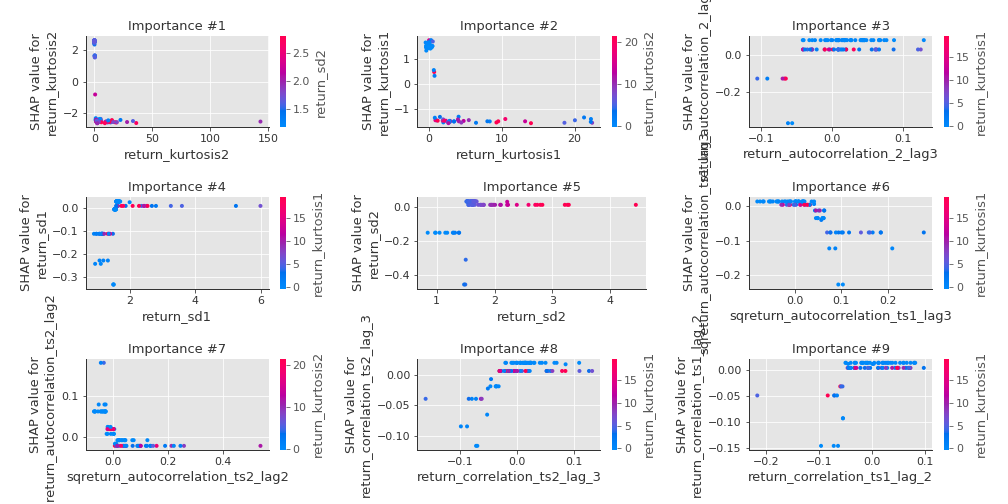 Importance #1
SHAP value for
return_kurtosis2
2
0
−2
0
50
100
150
return_kurtosis2
2.5
2.0
1.5
return_sd2
Importance #2
SHAP value for
return_kurtosis1
1
0
−1
0
10
20
return_kurtosis1
20
15
10
5
0
return_kurtosis2
Importance #3
SHAP value for
return_autocorrelation_2_lag3
0.0
−0.2
−0.1
0.0
0.1
return_autocorrelation_2_lag3
15
10
5
0
return_kurtosis1
Importance #4
SHAP value for
return_sd1
0.0
−0.1
−0.2
−0.3
2
4
6
return_sd1
15
10
5
0
return_kurtosis1
Importance #5
SHAP value for
return_sd2
0.0
−0.2
−0.4
1
2
3
4
return_sd2
20
15
10
5
0
return_kurtosis2
Importance #6
SHAP value for
sqreturn_autocorrelation_ts1_lag3
0.0
−0.1
−0.2
0.0
0.1
0.2
sqreturn_autocorrelation_ts1_lag3
15
10
5
0
return_kurtosis1
Importance #7
SHAP value for
sqreturn_autocorrelation_ts2_lag2
0.1
0.0
0.0
0.2
0.4
sqreturn_autocorrelation_ts2_lag2
20
15
10
5
0
return_kurtosis2
Importance #8
SHAP value for
return_correlation_ts2_lag_3
0.00
−0.05
−0.10
−0.1
0.0
0.1
return_correlation_ts2_lag_3
15
10
5
0
return_kurtosis1
Importance #9
SHAP value for
return_correlation_ts1_lag_2
0.00
−0.05
−0.10
−0.15
−0.2
−0.1
0.0
0.1
return_correlation_ts1_lag_2
15
10
5
0
return_kurtosis1